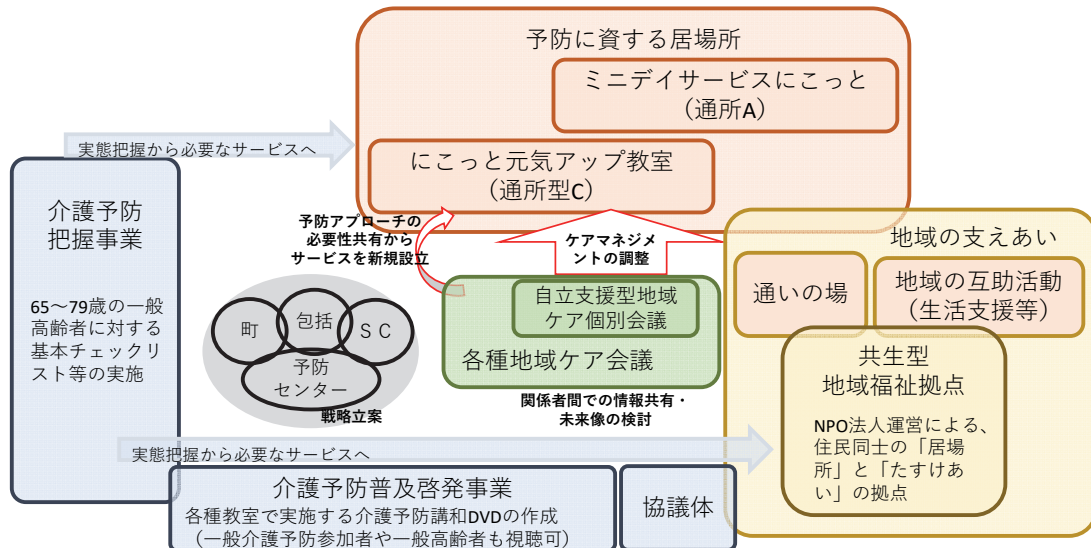 予防に資する居場所
ミニデイサービスにこっと
（通所A）
実態把握から必要なサービスへ
にこっと元気アップ教室
（通所型C）
介護予防
把握事業
65～79歳の一般
高齢者に対する
基本チェックリ
スト等の実施
予防アプローチの
必要性共有から
サービスを新規設立
ケアマネジメ
ントの調整
町
包括
ＳＣ
予防
センター
戦略立案
自立支援型地域
ケア個別会議
各種地域ケア会議
関係者間での情報共有・
未来像の検討
地域の支えあい
通いの場
地域の互助活動
（生活支援等）
共生型
地域福祉拠点
NPO法人運営による、
住民同士の「居場
所」と「たすけあ
い」の拠点
実態把握から必要なサービスへ
介護予防普及啓発事業
各種教室で実施する介護予防講和DVDの作成
（一般介護予防参加者や一般高齢者も視聴可）
協議体